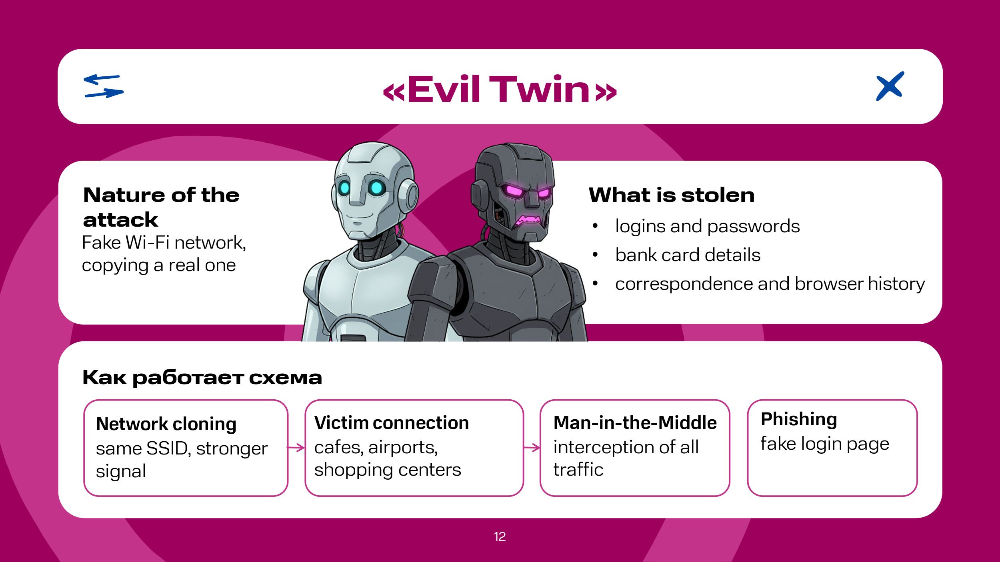 «Evil Twin»
Nature of the
attack
Fake Wi-Fi network,
copying a real one
What is stolen
• logins and passwords
• bank card details
• correspondence and browser history
Как работает схема
Network cloning
same SSID, stronger
signal
Victim connection
cafes, airports,
shopping centers
Man-in-the-Middle
interception of all
traffic
Phishing
fake login page
12